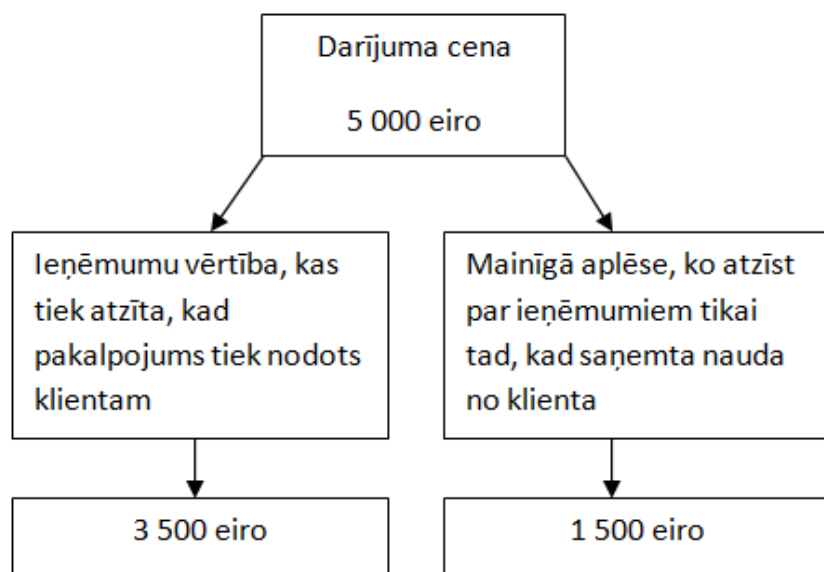 Darījuma cena
5 000 eiro
Ieņēmumu vērtība, kas
tiek atzīta, kad
pakalpojums tiek nodots
klientam
Mainīgā aplēse, ko atzīst
par ieņēmumiem tikai
tad, kad saņemta nauda
no klienta
3 500 eiro
1 500 eiro